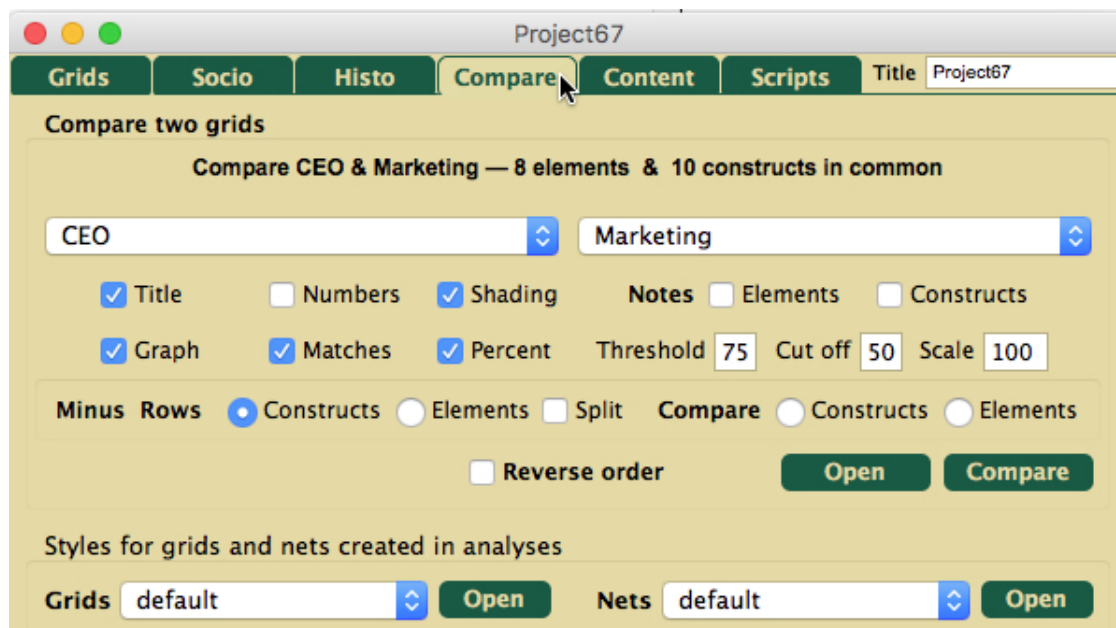 Project67
Grids Socio Histo Compare Content Scripts Title Project67
Compare two grids
Compare CEO & Marketing — 8 elements & 10 constructs in common
CEO Marketing
Title Numbers Shading Notes Elements Constructs
Graph Matches Percent Threshold 75 Cut off 50 Scale 100
Minus Rows Constructs Elements Split Compare Constructs Elements
Reverse order Open Compare
Styles for grids and nets created in analyses
Grids default Open Nets default Open